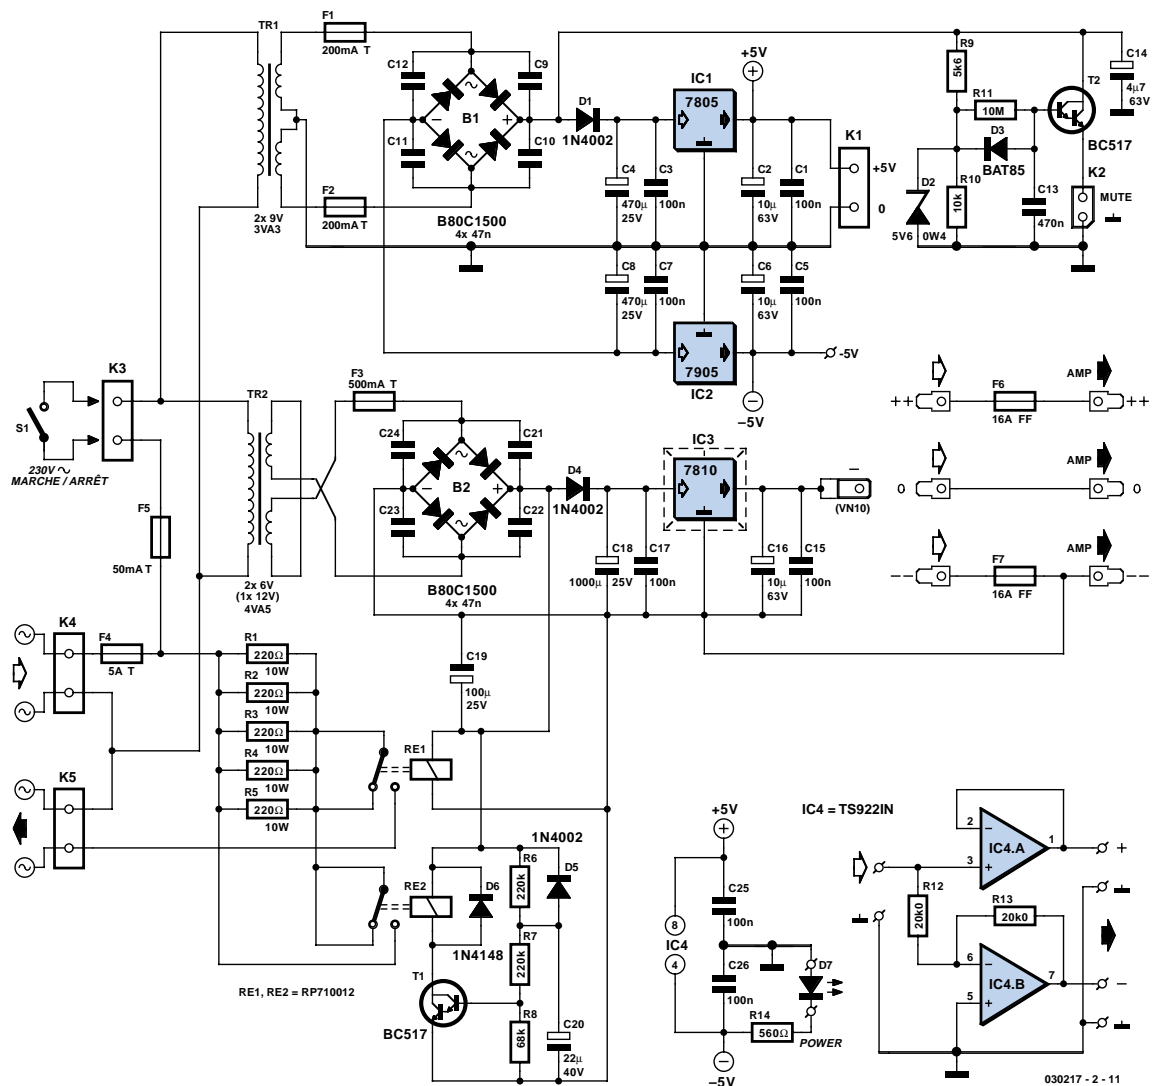 TR1
F1
200mA T
F2
200mA T
2x 9V
3VA3
C12
C9
B1
C11
C10
B80C1500
4x 47n
D1
1N4002
C4
470µ
25V
C3
100n
IC1
7805
+5V
C2
10µ
63V
C1
100n
K1
+5V
0
C8
470µ
25V
C7
100n
7905
IC2
C6
10µ
63V
C5
100n
-5V
−5V
R9
5k6
R11
10M
T2
BC517
C14
4µ7
63V
D3
BAT85
D2
5V6 0W4
R10
10k
C13
470n
K2
MUTE
K3
S1
230V ~
MARCHE / ARRÊT
F5
50mA T
TR2
2x 6V
(1x 12V)
4VA5
F3
500mA T
C24
C21
B2
C23
C22
B80C1500
4x 47n
D4
1N4002
C18
1000µ
25V
C17
100n
IC3
7810
C16
10µ
63V
C15
100n
−
(VN10)
++
F6
16A FF
AMP
++
0
AMP
0
−−
F7
16A FF
AMP
−−
K4
F4
5A T
K5
R1
220Ω
10W
R2
220Ω
10W
R3
220Ω
10W
R4
220Ω
10W
R5
220Ω
10W
C19
100µ
25V
RE1
RE2
D6
1N4148
1N4002
R6
220k
D5
R7
220k
T1
BC517
R8
68k
C20
22µ
40V
RE1, RE2 = RP710012
+5V
C25
100n
8
IC4
4
C26
100n
D7
R14
560Ω
POWER
−5V
IC4 = TS922IN
2
−
IC4.A
1
3
+
+
R12
20k0
R13
20k0
6
−
IC4.B
7
5
+
−
030217 - 2 - 11